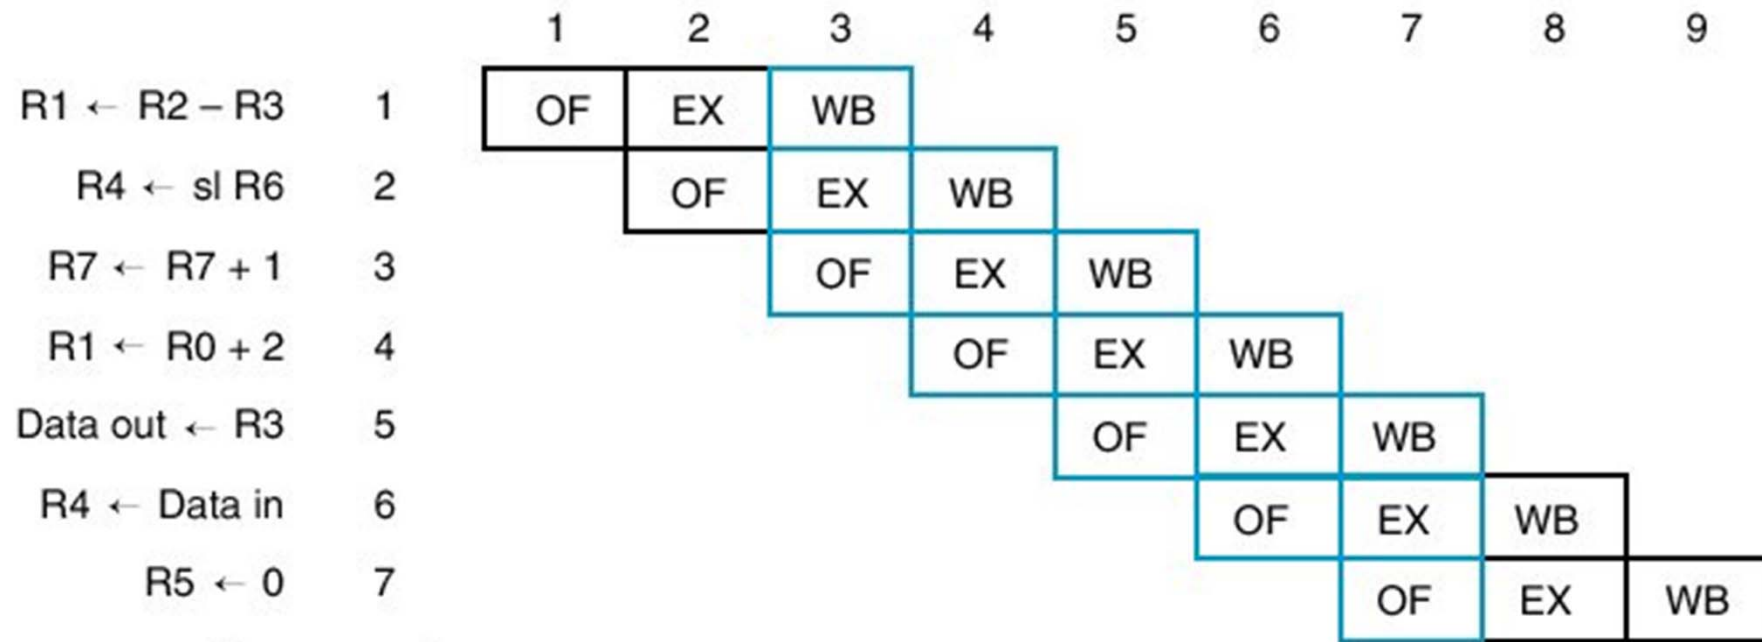 1 2 3 4 5 6 7 8 9
R1 ← R2 – R3 1 OF EX WB
R4 ← sl R6 2 OF EX WB
R7 ← R7 + 1 3 OF EX WB
R1 ← R0 + 2 4 OF EX WB
Data out ← R3 5 OF EX WB
R4 ← Data in 6 OF EX WB
R5 ← 0 7 OF EX WB